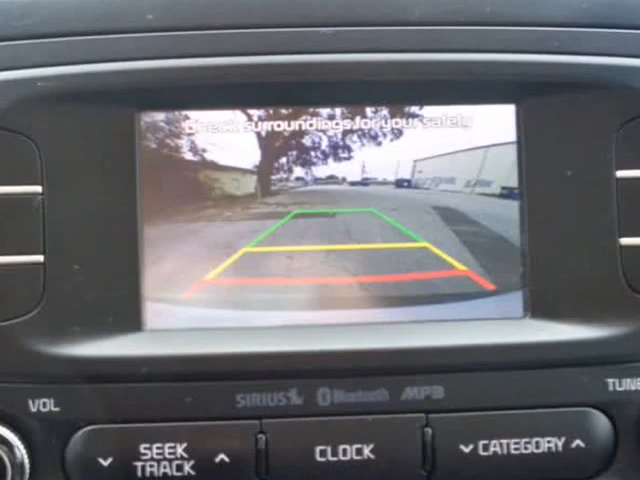 Check surroundings for your safety
SIRIUS Bluetooth MP3
VOL
TUNE
SEEK
TRACK
CLOCK
CATEGORY